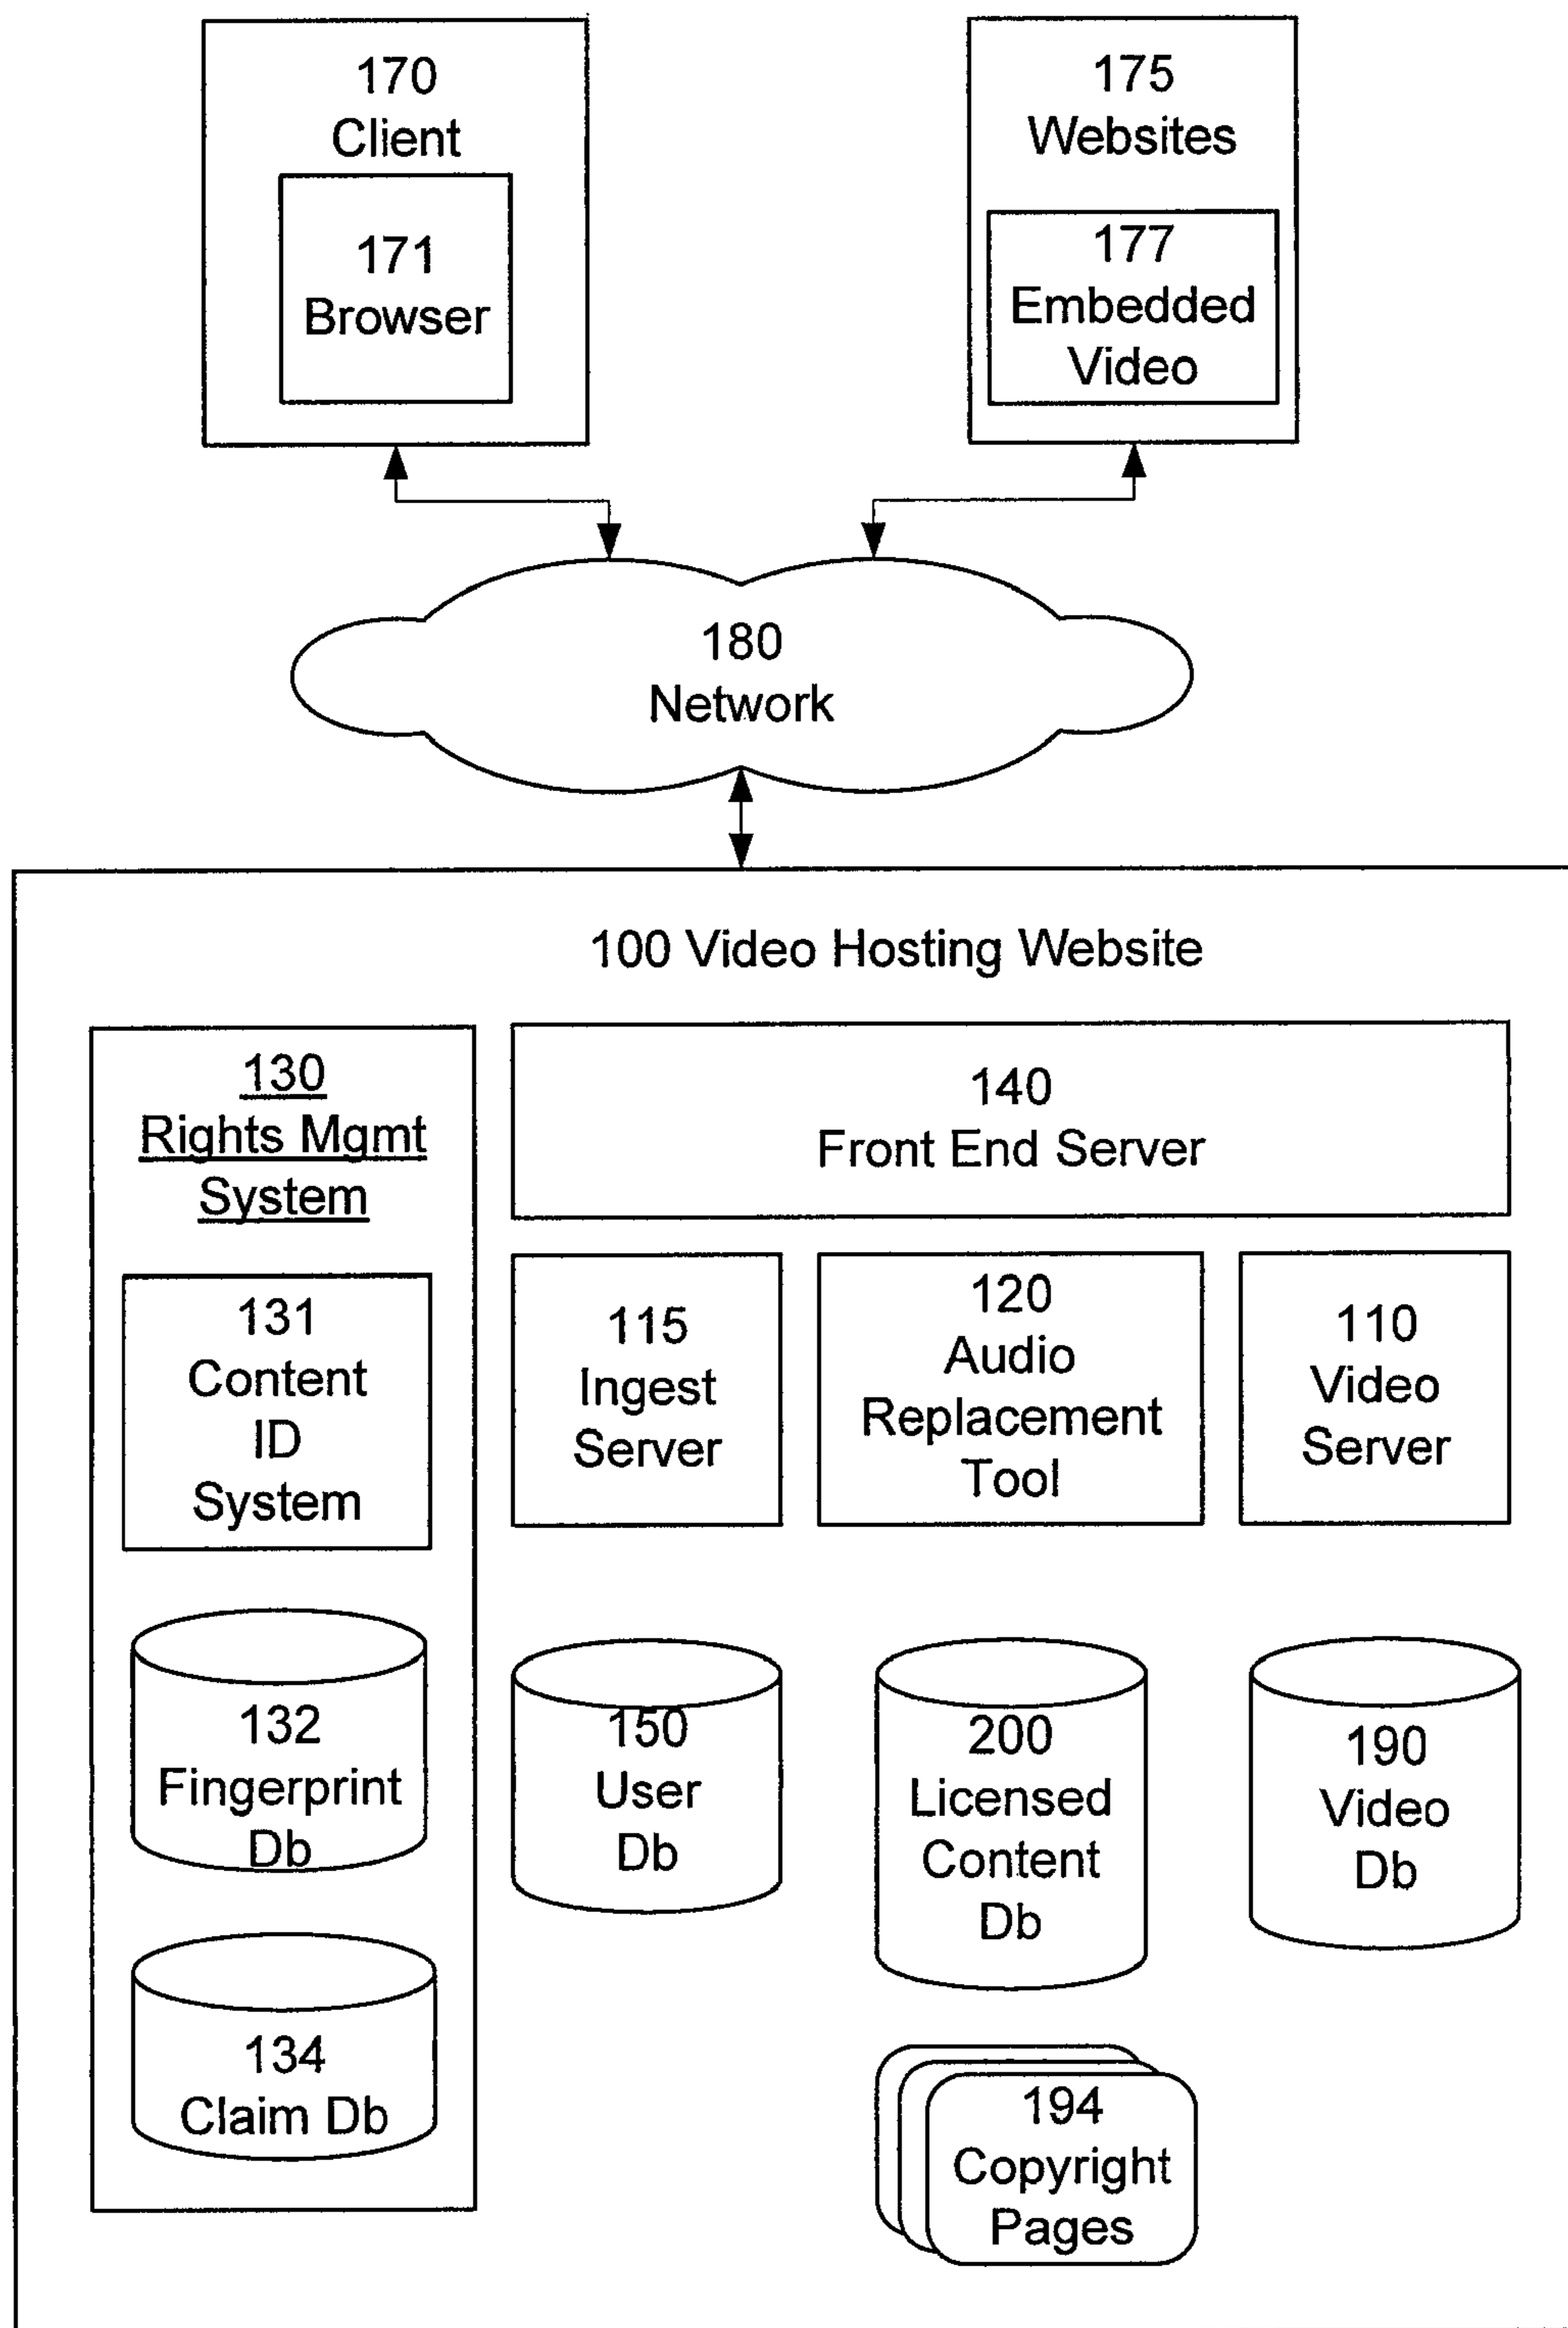 170
Client
171
Browser
175
Websites
177
Embedded
Video
180
Network
100 Video Hosting Website
130
Rights Mgmt
System
131
Content
ID
System
132
Fingerprint
Db
134
Claim Db
140
Front End Server
115
Ingest
Server
120
Audio
Replacement
Tool
110
Video
Server
150
User
Db
200
Licensed
Content
Db
190
Video
Db
194
Copyright
Pages